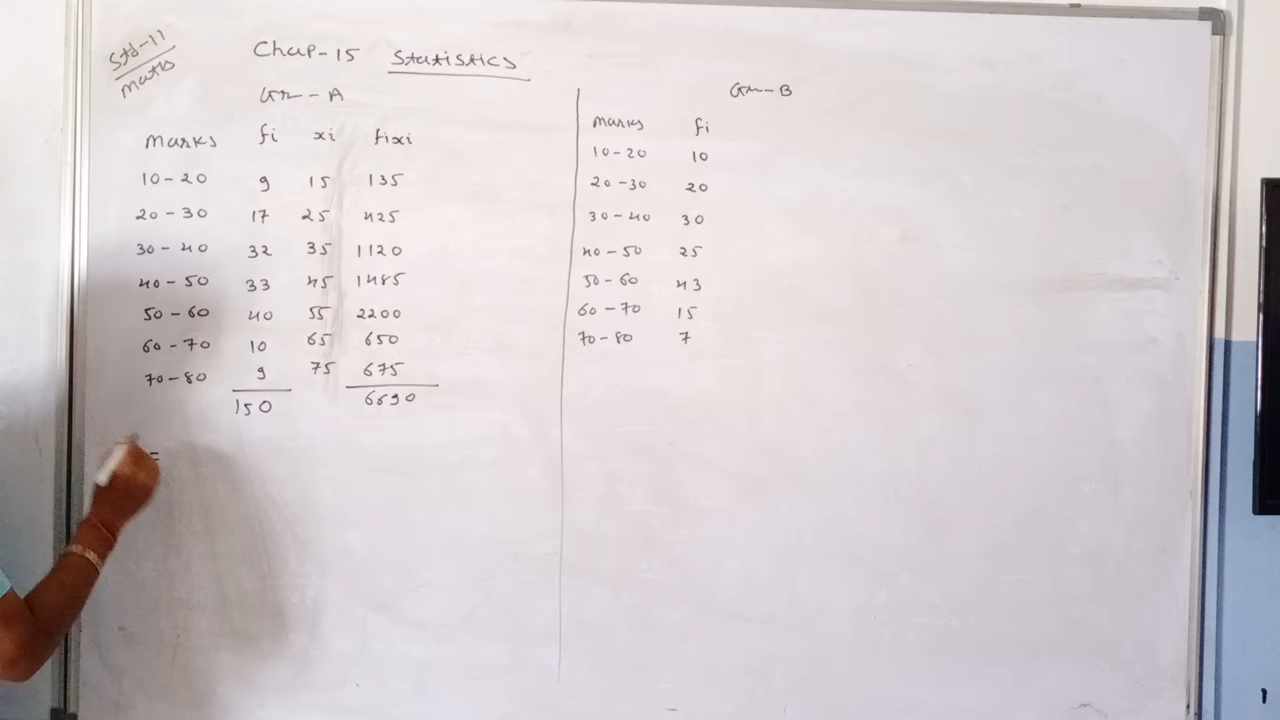 Std-11
maths
Chap-15 Statistics
Gr-A
marks fi xi fixi
10-20 9 15 135
20-30 17 25 425
30-40 32 35 1120
40-50 33 45 1485
50-60 40 55 2200
60-70 10 65 650
70-80 9 75 675
150 6690
=
Gr-B
marks fi
10-20 10
20-30 20
30-40 30
40-50 25
50-60 43
60-70 15
70-80 7